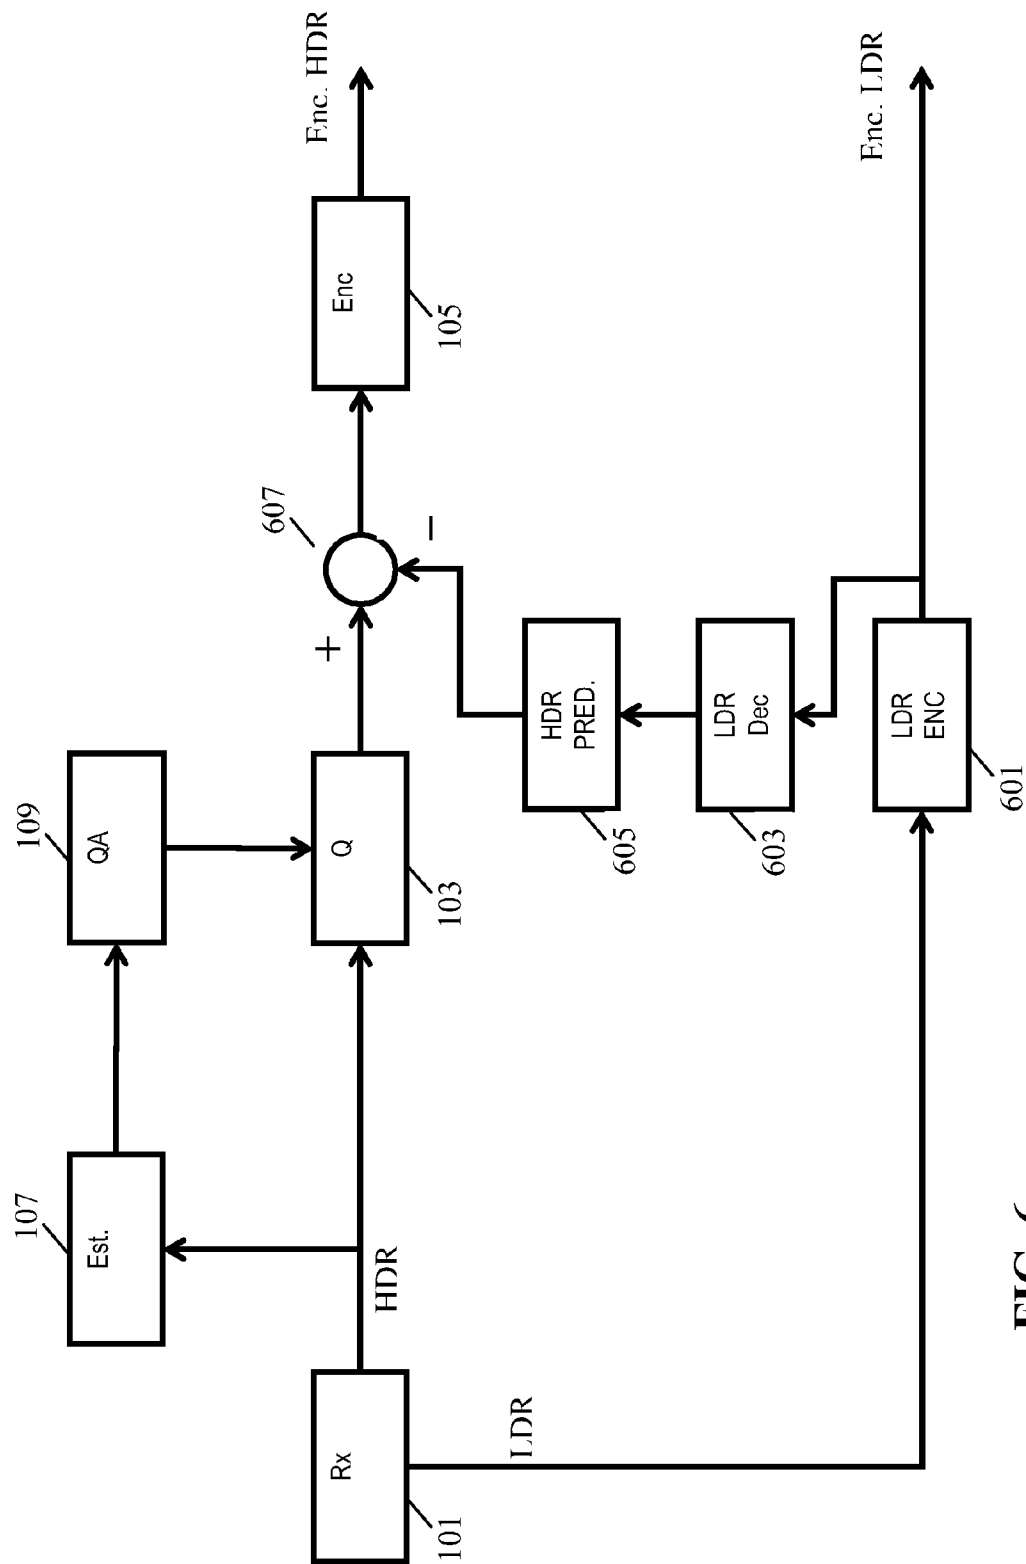 Rx
101
HDR
LDR
Est.
107
QA
109
Q
103
+
−
607
Enc
105
Enc. HDR
HDR
PRED.
605
LDR
Dec
603
LDR
ENC
601
Enc. LDR